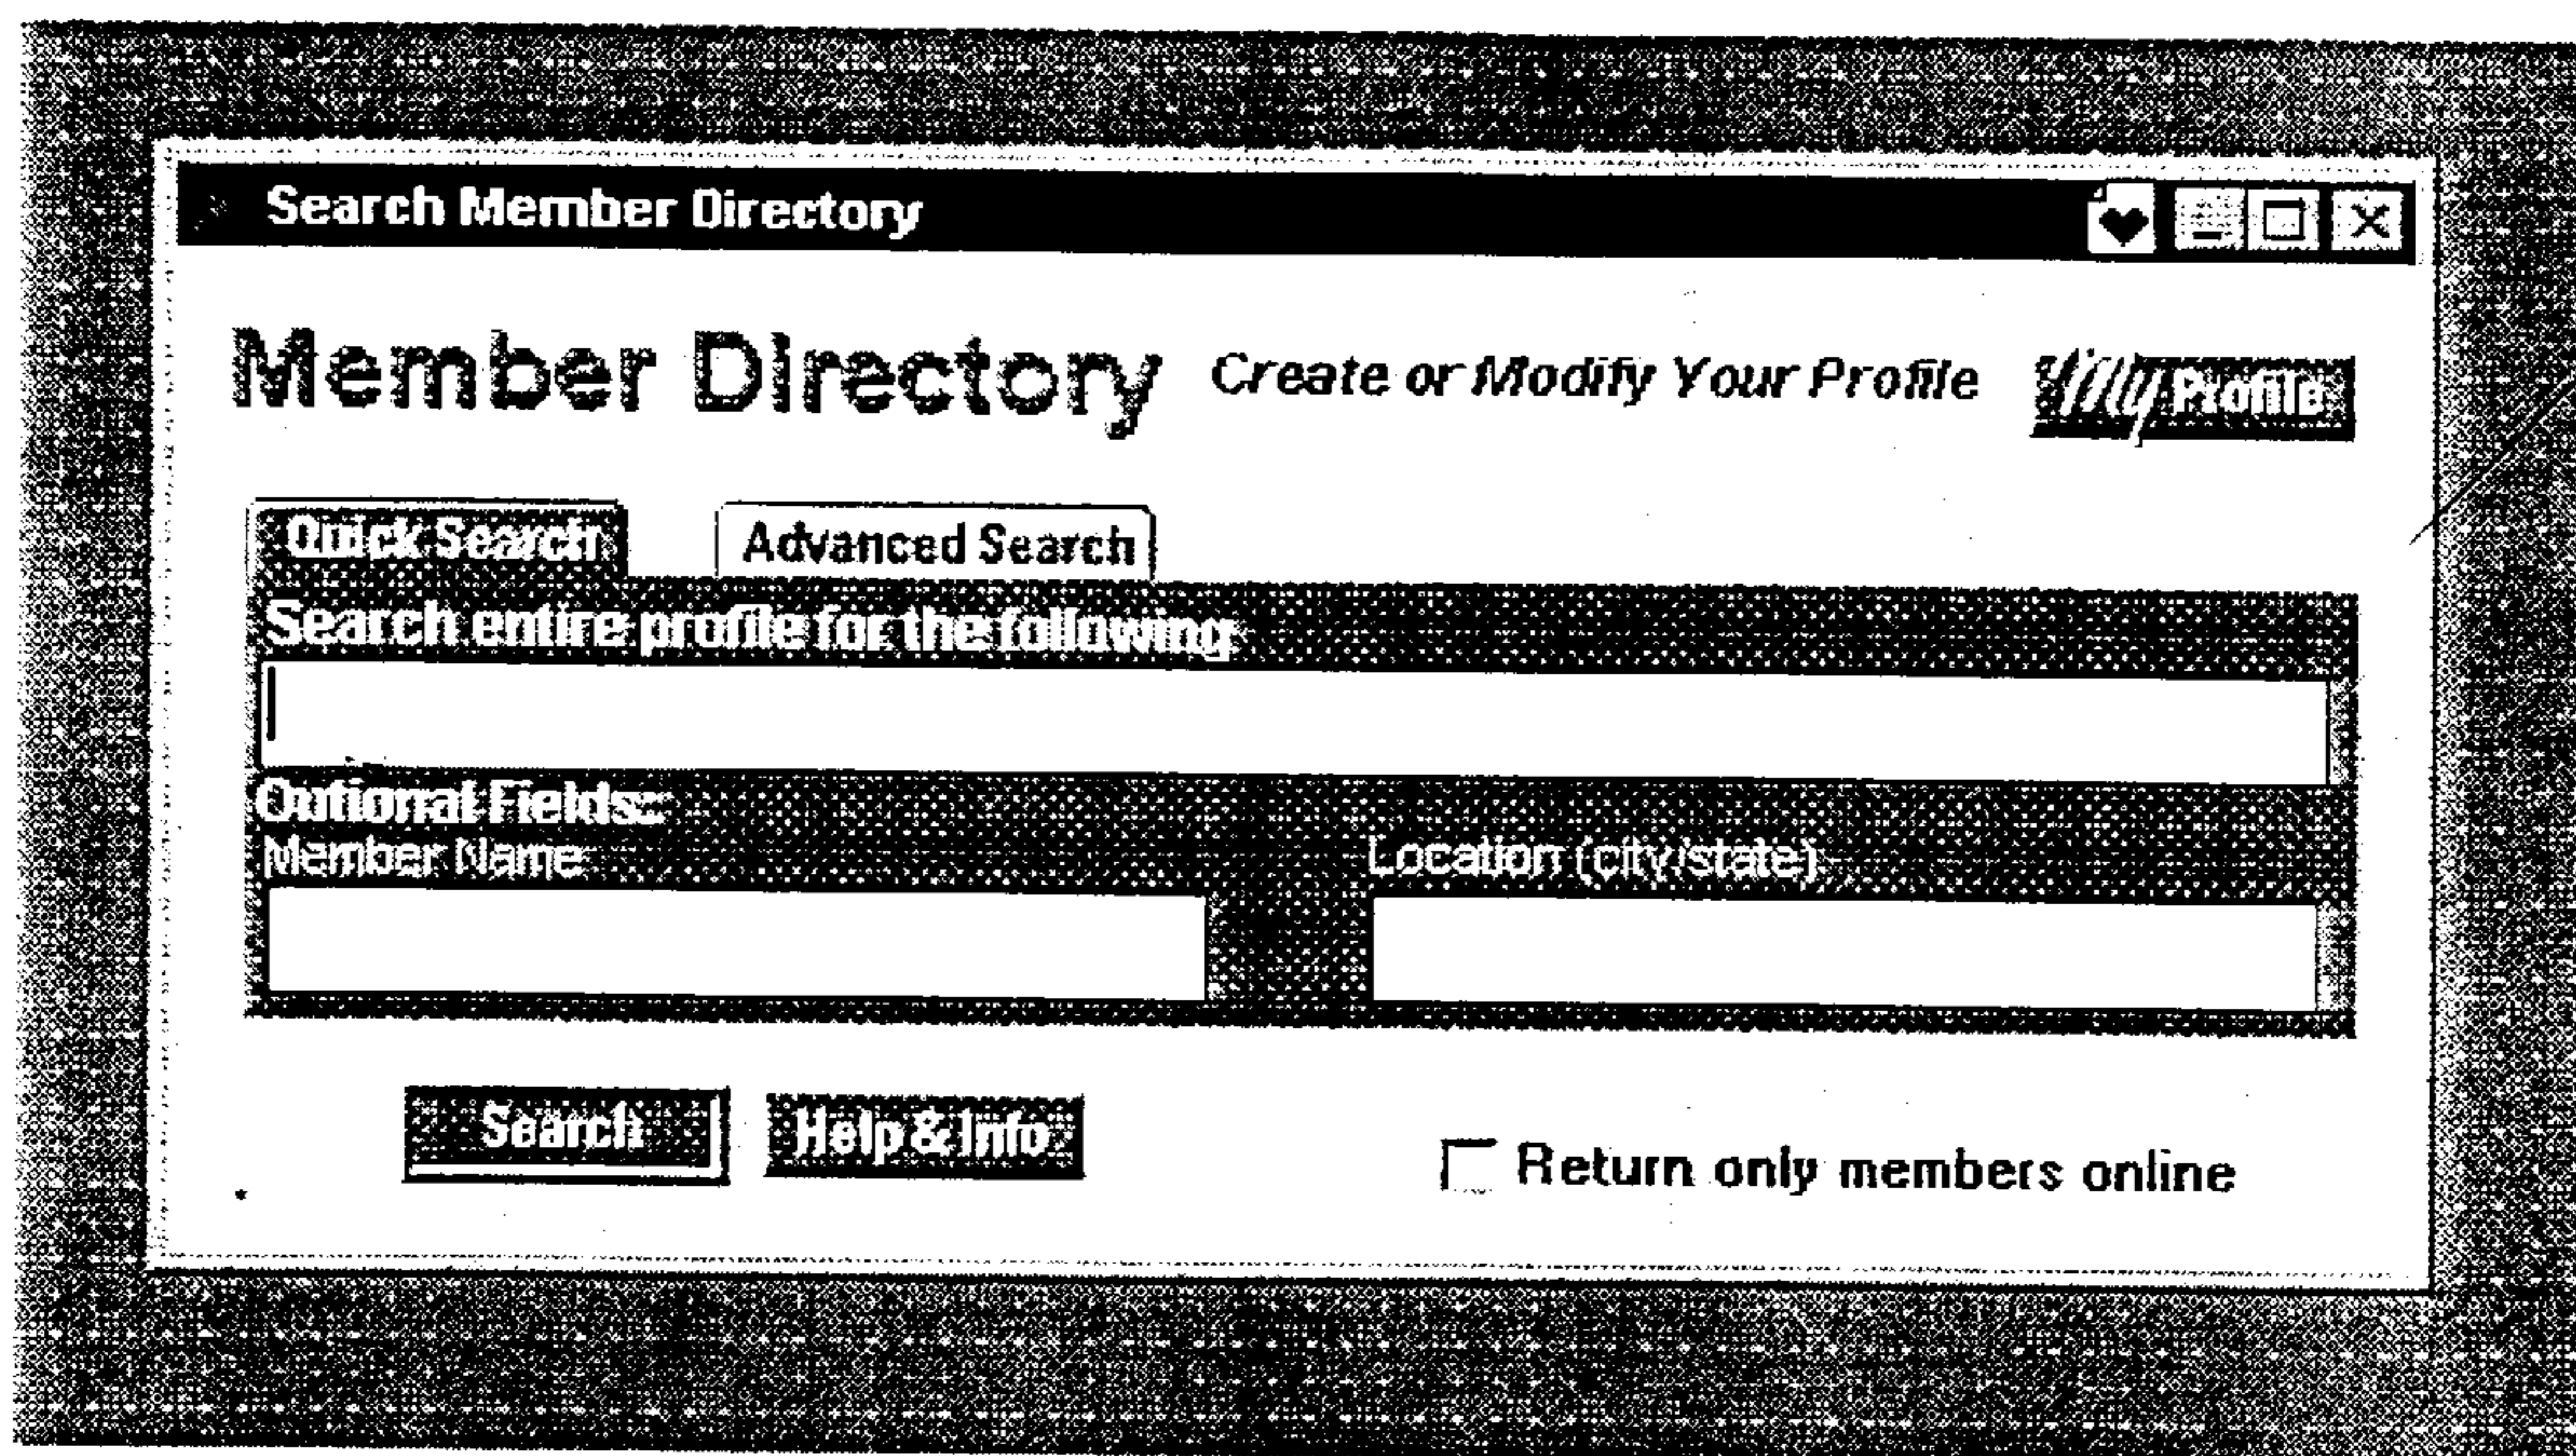 Search Member Directory
Member Directory Create or Modify Your Profile My Profile
Quick Search Advanced Search
Search entire profile for the following
Optional Fields:
Member Name Location (city/state)
Search Help & Info
Return only members online